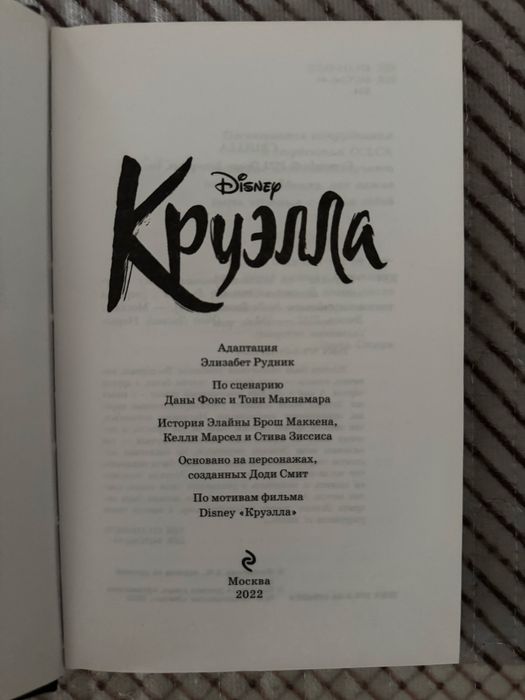 Disney
Круэлла
Адаптация
Элизабет Рудник
По сценарию
Даны Фокс и Тони Макнамара
История Элайны Брош Маккена,
Келли Марсел и Стива Зиссиса
Основано на персонажах,
созданных Доди Смит
По мотивам фильма
Disney «Круэлла»
Москва
2022